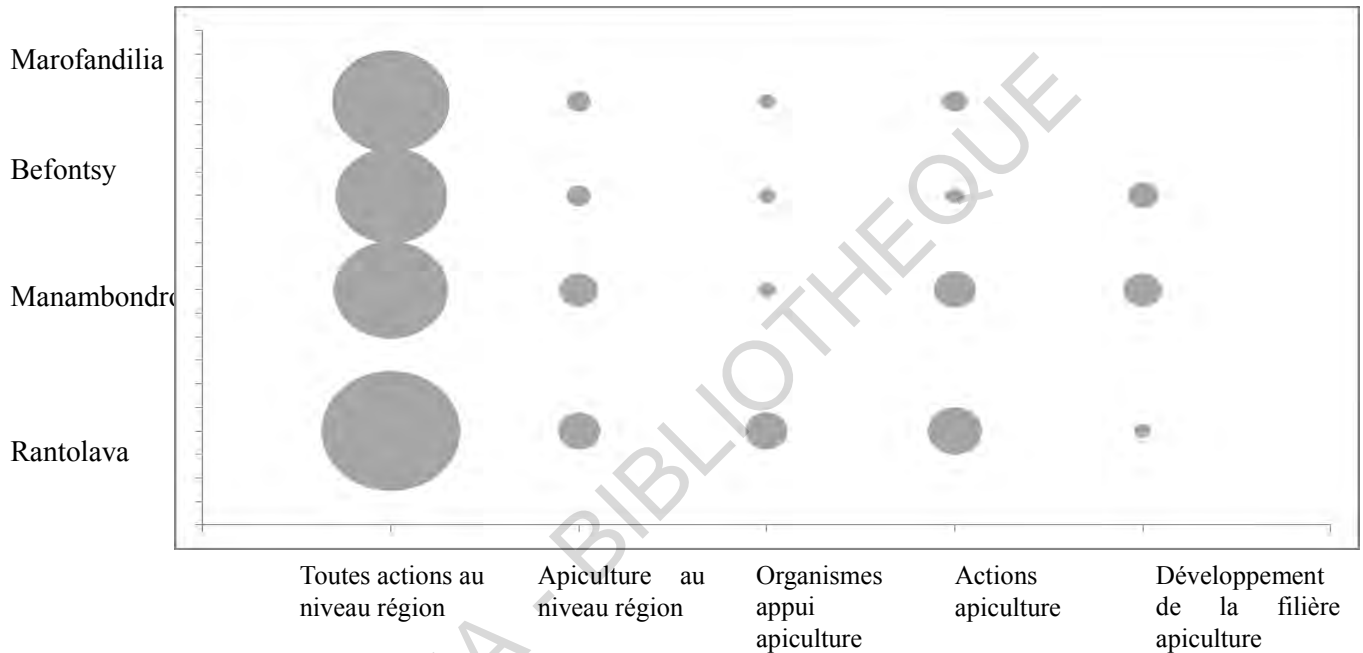 Marofandilia
Befontsy
Manambondro
Rantolava
Toutes actions au
niveau région
Apiculture au
niveau région
Organismes
appui
apiculture
Actions
apiculture
Développement
de la filière
apiculture
A - BIBLIOTHEQUE